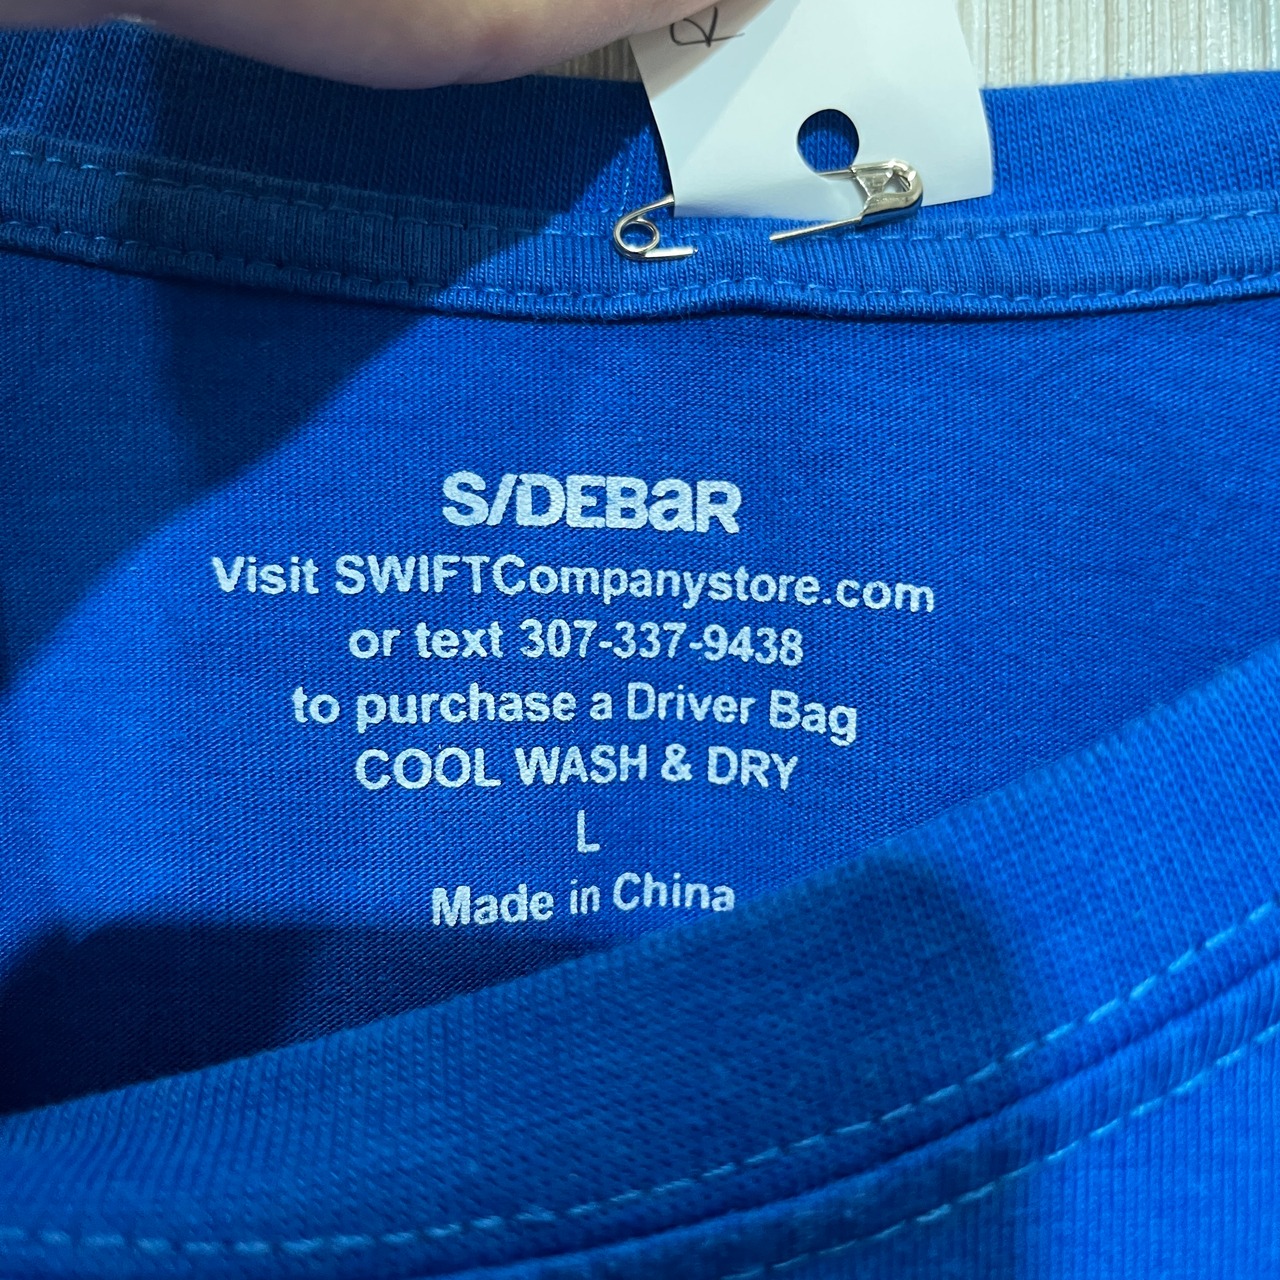 R
S/DEBaR
Visit SWIFTCompanystore.com
or text 307-337-9438
to purchase a Driver Bag
COOL WASH & DRY
L
Made in China